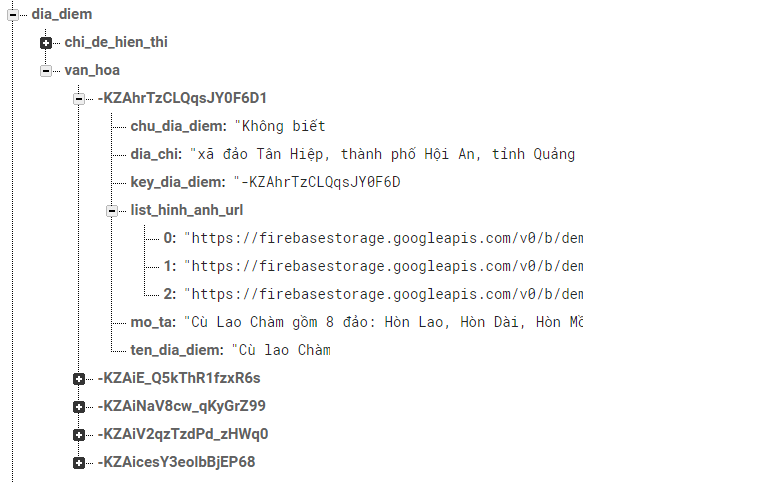 dia_diem
chi_de_hien_thi
van_hoa
-KZAhrTzCLQqsJY0F6D1
chu_dia_diem: "Không biết
dia_chi: "xã đảo Tân Hiệp, thành phố Hội An, tỉnh Quảng
key_dia_diem: "-KZAhrTzCLQqsJY0F6D
list_hinh_anh_url
0: "https://firebasestorage.googleapis.com/v0/b/dem
1: "https://firebasestorage.googleapis.com/v0/b/dem
2: "https://firebasestorage.googleapis.com/v0/b/dem
mo_ta: "Cù Lao Chàm gồm 8 đảo: Hòn Lao, Hòn Dài, Hòn Mồ
ten_dia_diem: "Cù lao Chàm
-KZAiE_Q5kThR1fzxR6s
-KZAiNaV8cw_qKyGrZ99
-KZAiV2qzTzdPd_zHWq0
-KZAicesY3eolbBjEP68